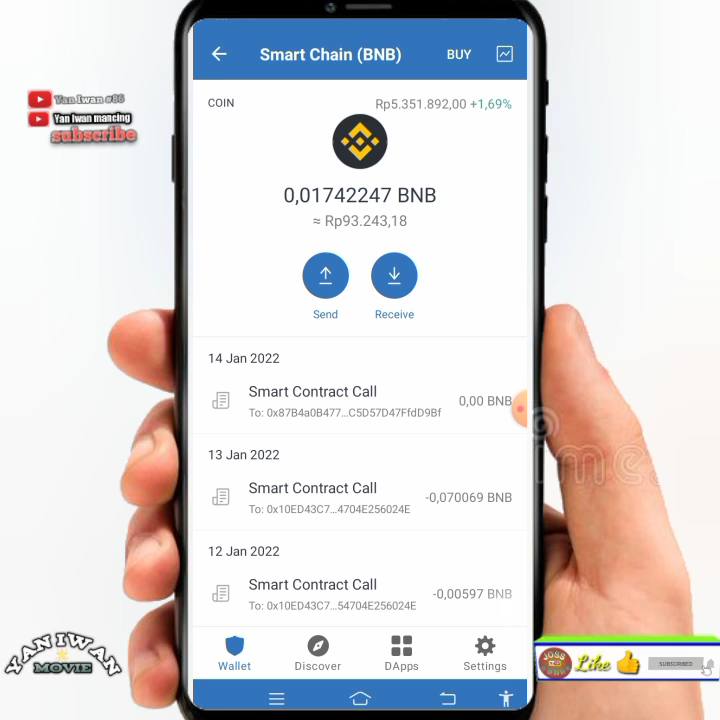 Smart Chain (BNB)
BUY
COIN
Rp5.351.892,00 +1,69%
0,01742247 BNB
≈ Rp93.243,18
Send
Receive
14 Jan 2022
Smart Contract Call
0,00 BNB
To: 0x87B4a0B477...C5D57D47FfdD9Bf
13 Jan 2022
Smart Contract Call
-0,070069 BNB
To: 0x10ED43C7...4704E256024E
12 Jan 2022
Smart Contract Call
-0,00597 BNB
To: 0x10ED43C7...54704E256024E
Wallet
Discover
DApps
Settings
Yan Iwan #86
Yan Iwan mancing
subscribe
YAN IWAN
MOVIE
JOSS
Like
SUBSCRIBED